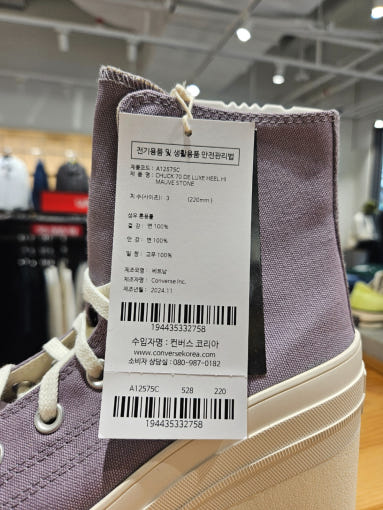 전기용품 및 생활용품 안전관리법
제품코드 : A12575C
제 품 명 : CHUCK 70 DE LUXE HEEL HI
MAUVE STONE
치 수(사이즈) : 3 (220mm)
섬유 혼용률
겉 감 : 면 100%
안 감 : 면 100%
밑 창 : 고무 100%
제조국명 : 베트남
제조자명 : Converse Inc.
제조년월 : 2024.11
194435332758
수입자명 : 컨버스 코리아
www.conversekorea.com
소비자 상담실 : 080-987-0182
A12575C 528 220
194435332758